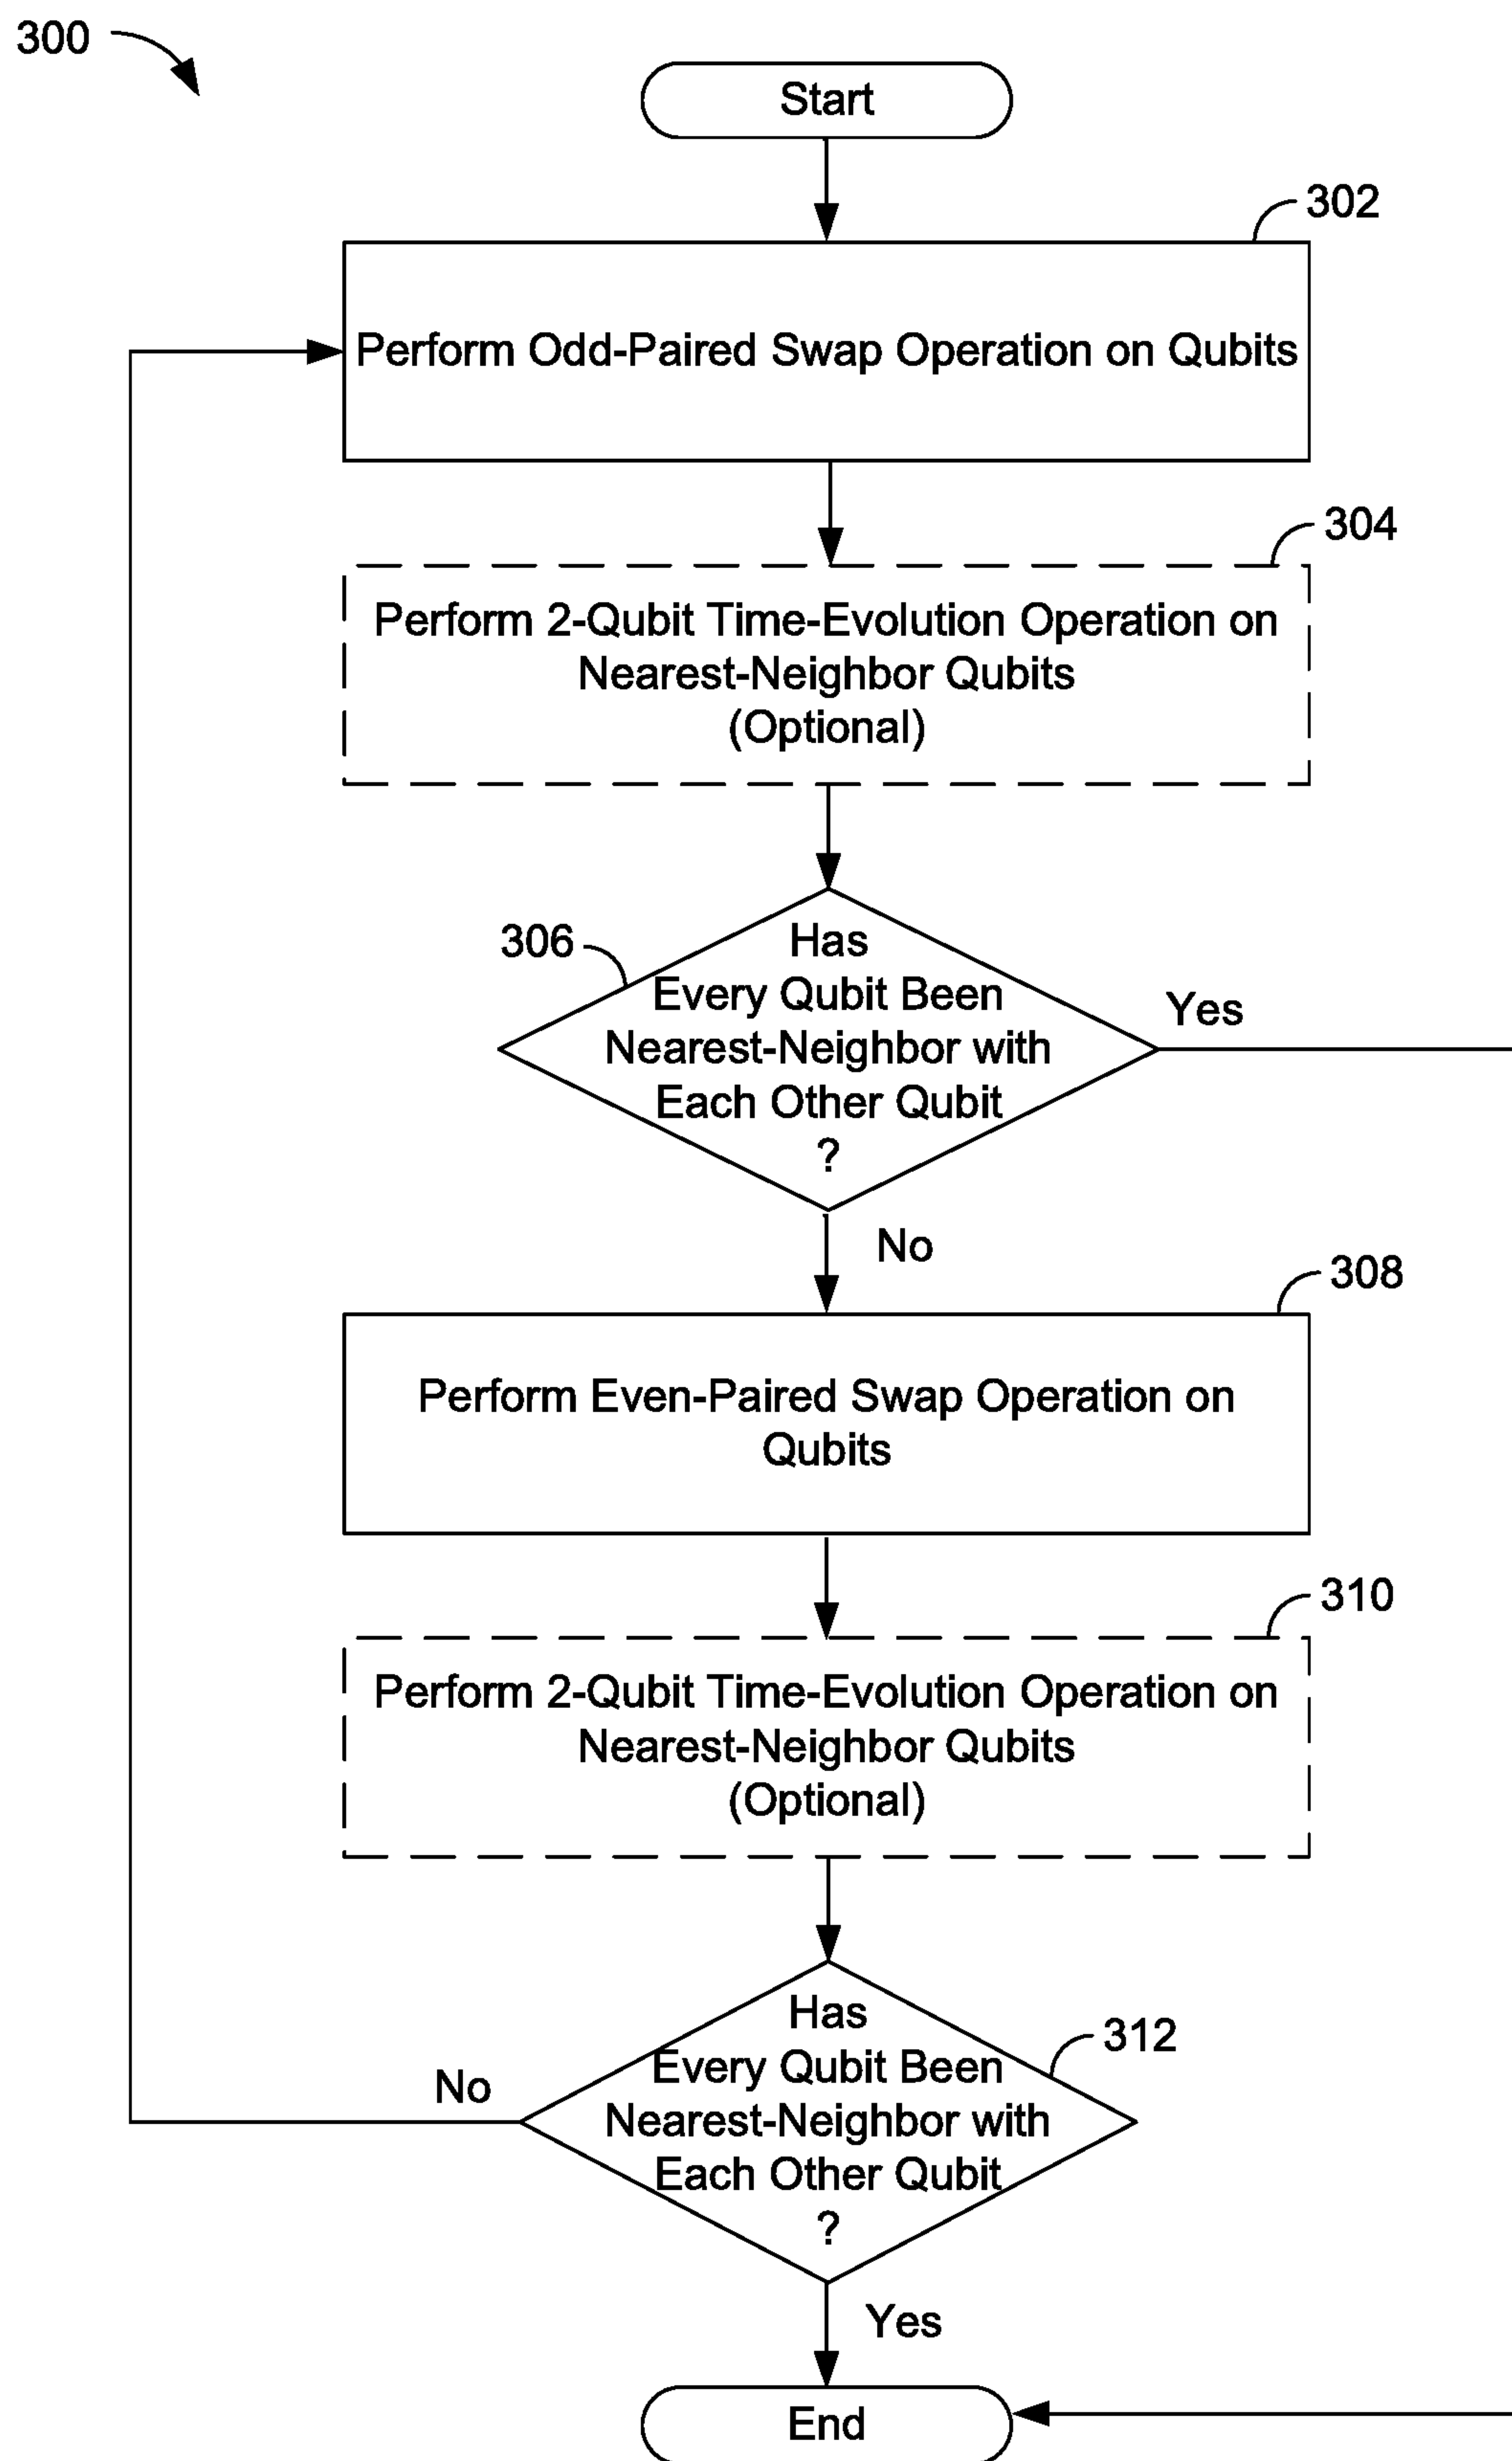 300
Start
302
Perform Odd-Paired Swap Operation on Qubits
304
Perform 2-Qubit Time-Evolution Operation on
Nearest-Neighbor Qubits
(Optional)
306
Has
Every Qubit Been
Nearest-Neighbor with
Each Other Qubit
?
Yes
No
308
Perform Even-Paired Swap Operation on
Qubits
310
Perform 2-Qubit Time-Evolution Operation on
Nearest-Neighbor Qubits
(Optional)
312
Has
Every Qubit Been
Nearest-Neighbor with
Each Other Qubit
?
No
Yes
End